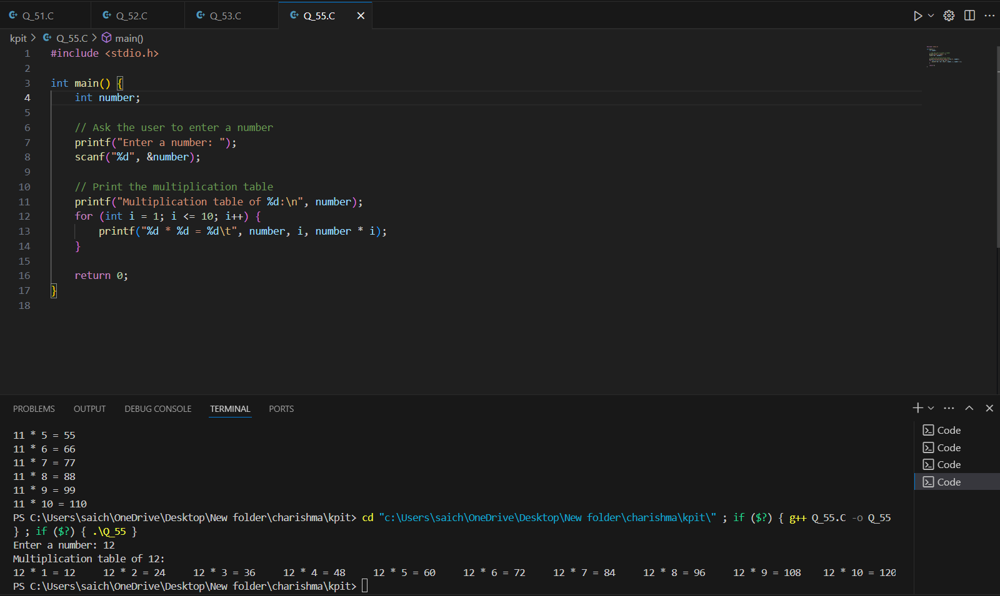 Q_51.C Q_52.C Q_53.C Q_55.C
kpit > Q_55.C > main()
1 #include <stdio.h>
2
3 int main() {
4     int number;
5
6     // Ask the user to enter a number
7     printf("Enter a number: ");
8     scanf("%d", &number);
9
10     // Print the multiplication table
11     printf("Multiplication table of %d:\n", number);
12     for (int i = 1; i <= 10; i++) {
13         printf("%d * %d = %d\t", number, i, number * i);
14     }
15
16     return 0;
17 }
18
PROBLEMS OUTPUT DEBUG CONSOLE TERMINAL PORTS
11 * 5 = 55
11 * 6 = 66
11 * 7 = 77
11 * 8 = 88
11 * 9 = 99
11 * 10 = 110
PS C:\Users\saich\OneDrive\Desktop\New folder\charishma\kpit> cd "c:\Users\saich\OneDrive\Desktop\New folder\charishma\kpit\" ; if ($?) { g++ Q_55.C -o Q_55
} ; if ($?) { .\Q_55 }
Enter a number: 12
Multiplication table of 12:
12 * 1 = 12     12 * 2 = 24     12 * 3 = 36     12 * 4 = 48     12 * 5 = 60     12 * 6 = 72     12 * 7 = 84     12 * 8 = 96     12 * 9 = 108    12 * 10 = 120
PS C:\Users\saich\OneDrive\Desktop\New folder\charishma\kpit>
Code
Code
Code
Code